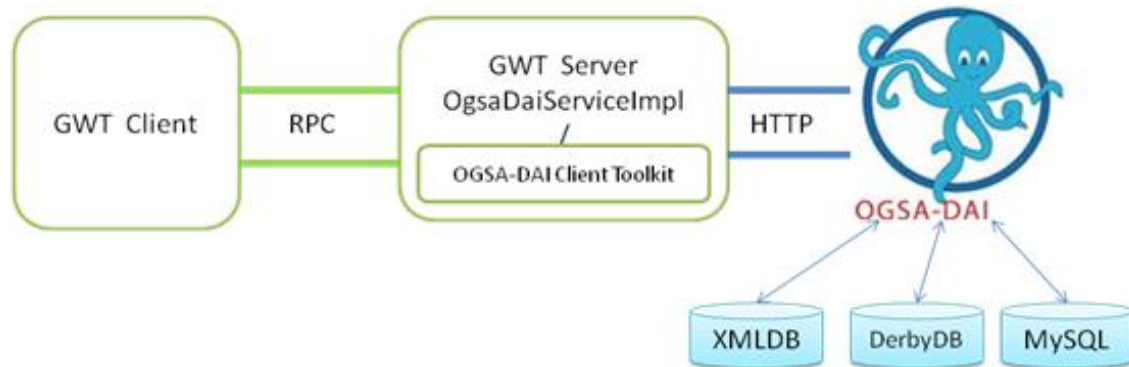 GWT Client
RPC
GWT Server
OgsaDaiServiceImpl
/
OGSA-DAI Client Toolkit
HTTP
OGSA-DAI
XMLDB
DerbyDB
MySQL